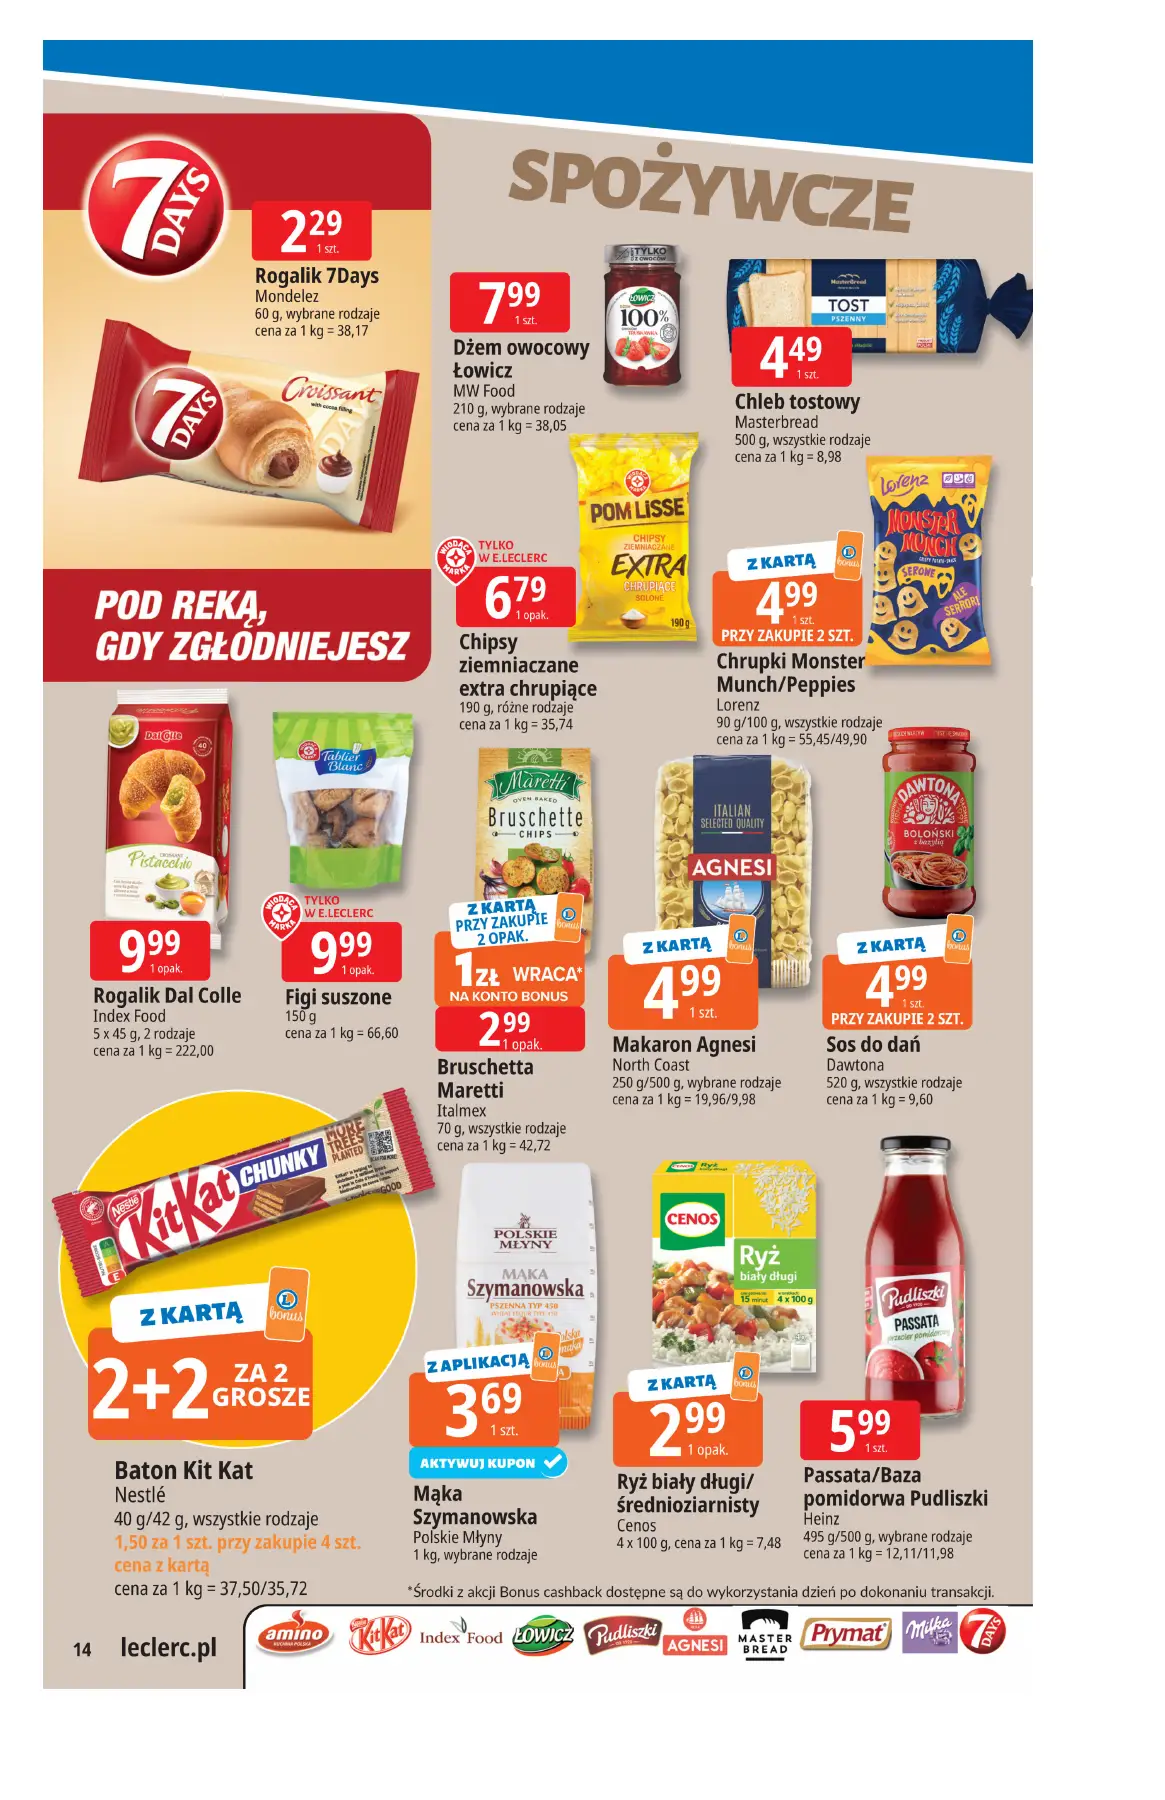 SPOŻYWCZE
7 DAYS
2 29
1 szt.
Rogalik 7Days
Mondelez
60 g, wybrane rodzaje
cena za 1 kg = 38,17
7 DAYS
Croissant
with cocoa filling
POD REKĄ,
GDY ZGŁODNIEJESZ
7 99
1 szt.
Dżem owocowy
Łowicz
MW Food
210 g, wybrane rodzaje
cena za 1 kg = 38,05
TYLKO
Z OWOCÓW
ŁOWICZ
100%
TRUSKAWKA
MasterBread
TOST
PSZENNY
4 49
1 szt.
Chleb tostowy
Masterbread
500 g, wszystkie rodzaje
cena za 1 kg = 8,98
POM LISSE
CHIPSY
ZIEMNIACZANE
EXTRA
CHRUPIĄCE
SOLONE
190 g
WIODĄCA MARKA
TYLKO
W E.LECLERC
6 79
1 opak.
Chipsy
ziemniaczane
extra chrupiące
190 g, różne rodzaje
cena za 1 kg = 35,74
Lorenz
MONSTER
MUNCH
SEROWE
ALE
SERROR!
Z KARTĄ
bonus
4 99
1 szt.
PRZY ZAKUPIE 2 SZT.
Chrupki Monster
Munch/Peppies
Lorenz
90 g/100 g, wszystkie rodzaje
cena za 1 kg = 55,45/49,90
DalColle
40
CROISSANT
Pistacchio
9 99
1 opak.
Rogalik Dal Colle
Index Food
5 x 45 g, 2 rodzaje
cena za 1 kg = 222,00
Tablier
Blanc
WIODĄCA MARKA
TYLKO
W E.LECLERC
9 99
1 opak.
Figi suszone
150 g
cena za 1 kg = 66,60
Maretti
OVEN BAKED
Bruschette
CHIPS
Z KARTĄ
PRZY ZAKUPIE
2 OPAK.
bonus
1 ZŁ WRACA*
NA KONTO BONUS
2 99
1 opak.
Bruschetta
Maretti
Italmex
70 g, wszystkie rodzaje
cena za 1 kg = 42,72
ITALIAN
SELECTED QUALITY
AGNESI
Z KARTĄ
bonus
4 99
1 szt.
Makaron Agnesi
North Coast
250 g/500 g, wybrane rodzaje
cena za 1 kg = 19,96/9,98
DAWTONA
BOLOŃSKI
z bazylią
Z KARTĄ
bonus
4 99
1 szt.
PRZY ZAKUPIE 2 SZT.
Sos do dań
Dawtona
520 g, wszystkie rodzaje
cena za 1 kg = 9,60
Nestlé
KitKat
CHUNKY
MORE
TREES
PLANTED
Z KARTĄ
bonus
2+2 ZA 2
GROSZE
Baton Kit Kat
Nestlé
40 g/42 g, wszystkie rodzaje
1,50 za 1 szt. przy zakupie 4 szt.
cena z kartą
cena za 1 kg = 37,50/35,72
POLSKIE
MŁYNY
MĄKA
Szymanowska
PSZENNA TYP 450
Z APLIKACJĄ
bonus
3 69
1 szt.
AKTYWUJ KUPON
Mąka
Szymanowska
Polskie Młyny
1 kg, wybrane rodzaje
CENOS
Ryż
CENOS
Ryż
biały długi
15 minut
4 x 100 g
Z KARTĄ
bonus
2 99
1 opak.
Ryż biały długi/
średnioziarnisty
Cenos
4 x 100 g, cena za 1 kg = 7,48
Pudliszki
PASSATA
przecier pomidorowy
5 99
1 szt.
Passata/Baza
pomidorwa Pudliszki
Heinz
495 g/500 g, wybrane rodzaje
cena za 1 kg = 12,11/11,98
*Środki z akcji Bonus cashback dostępne są do wykorzystania dzień po dokonaniu transakcji.
14 leclerc.pl
amino
KUCHNIA POLSKA
KitKat
Index Food
ŁOWICZ
Pudliszki
AGNESI
MASTER
BREAD
Prymat
Milka
7 DAYS